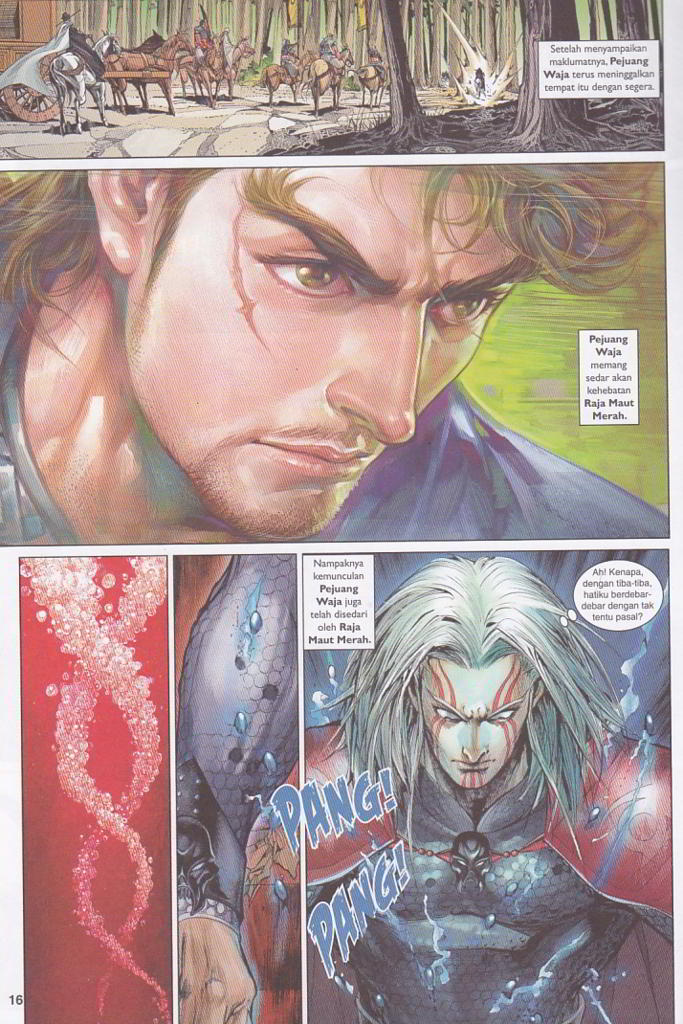 Setelah menyampaikan
maklumatnya, Pejuang
Waja terus meninggalkan
tempat itu dengan segera.
Pejuang
Waja
memang
sedar akan
kehebatan
Raja Maut
Merah.
Nampaknya
kemunculan
Pejuang
Waja juga
telah disedari
oleh Raja
Maut Merah.
Ah! Kenapa,
dengan tiba-tiba,
hatiku berdebar-
debar dengan tak
tentu pasal?
PANG!
PANG!
16